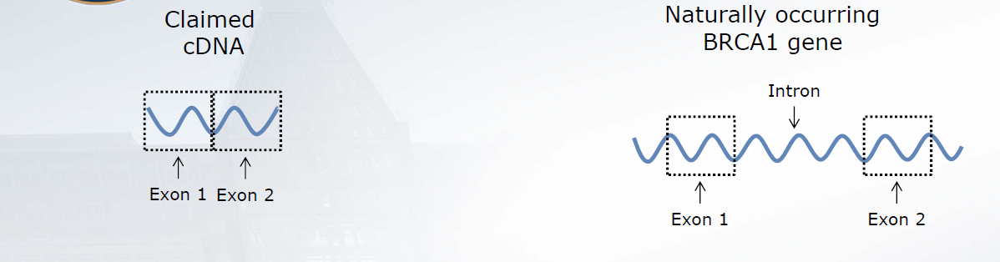 Claimed
cDNA
Exon 1
Exon 2
Naturally occurring
BRCA1 gene
Intron
Exon 1
Exon 2